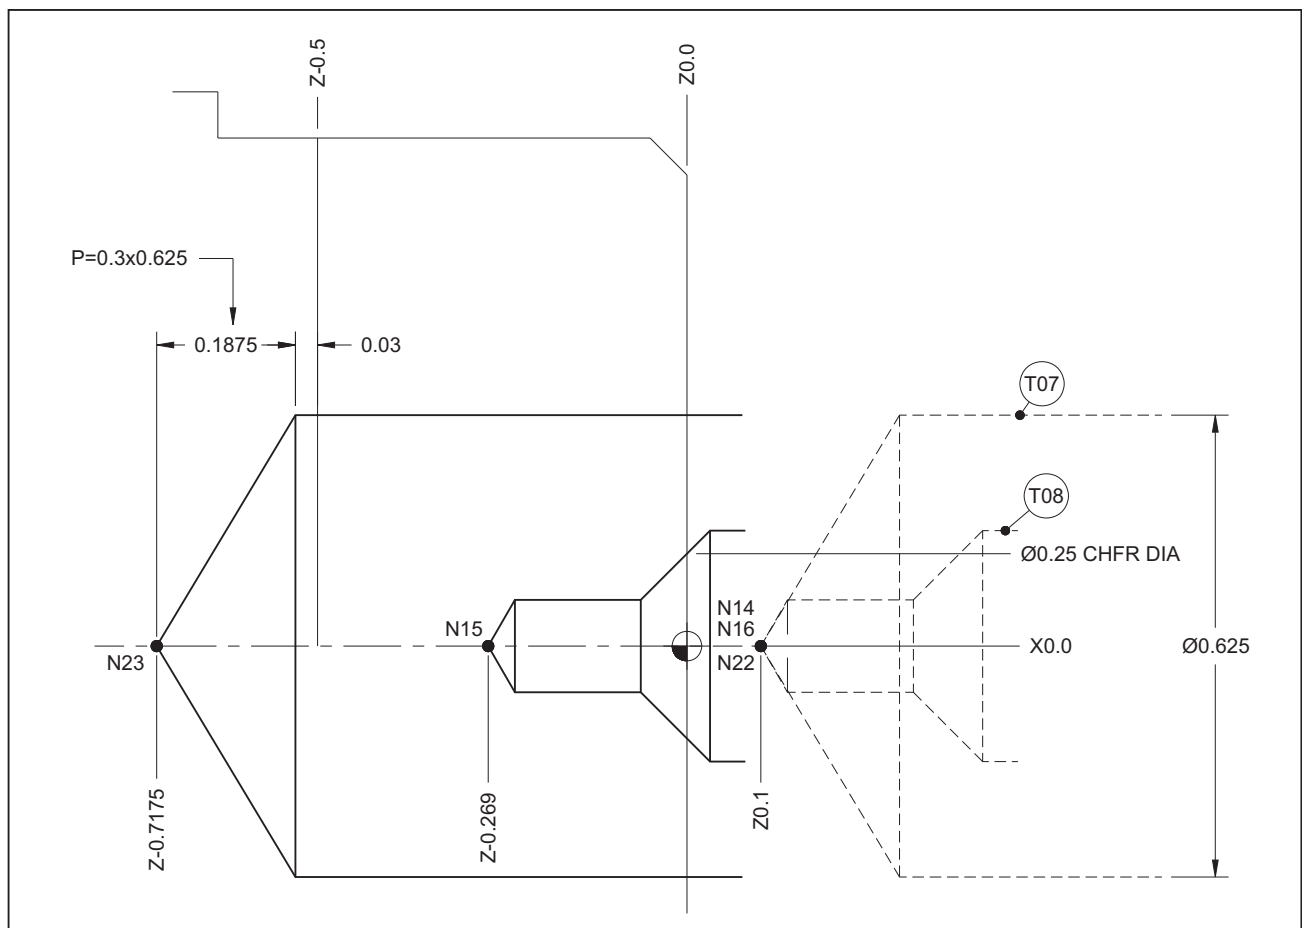 Z-0.5
Z0.0
P=0.3x0.625
0.1875
0.03
T07
T08
Ø0.25 CHFR DIA
N14
N15
N16
X0.0
Ø0.625
N23
N22
Z-0.7175
Z-0.269
Z0.1